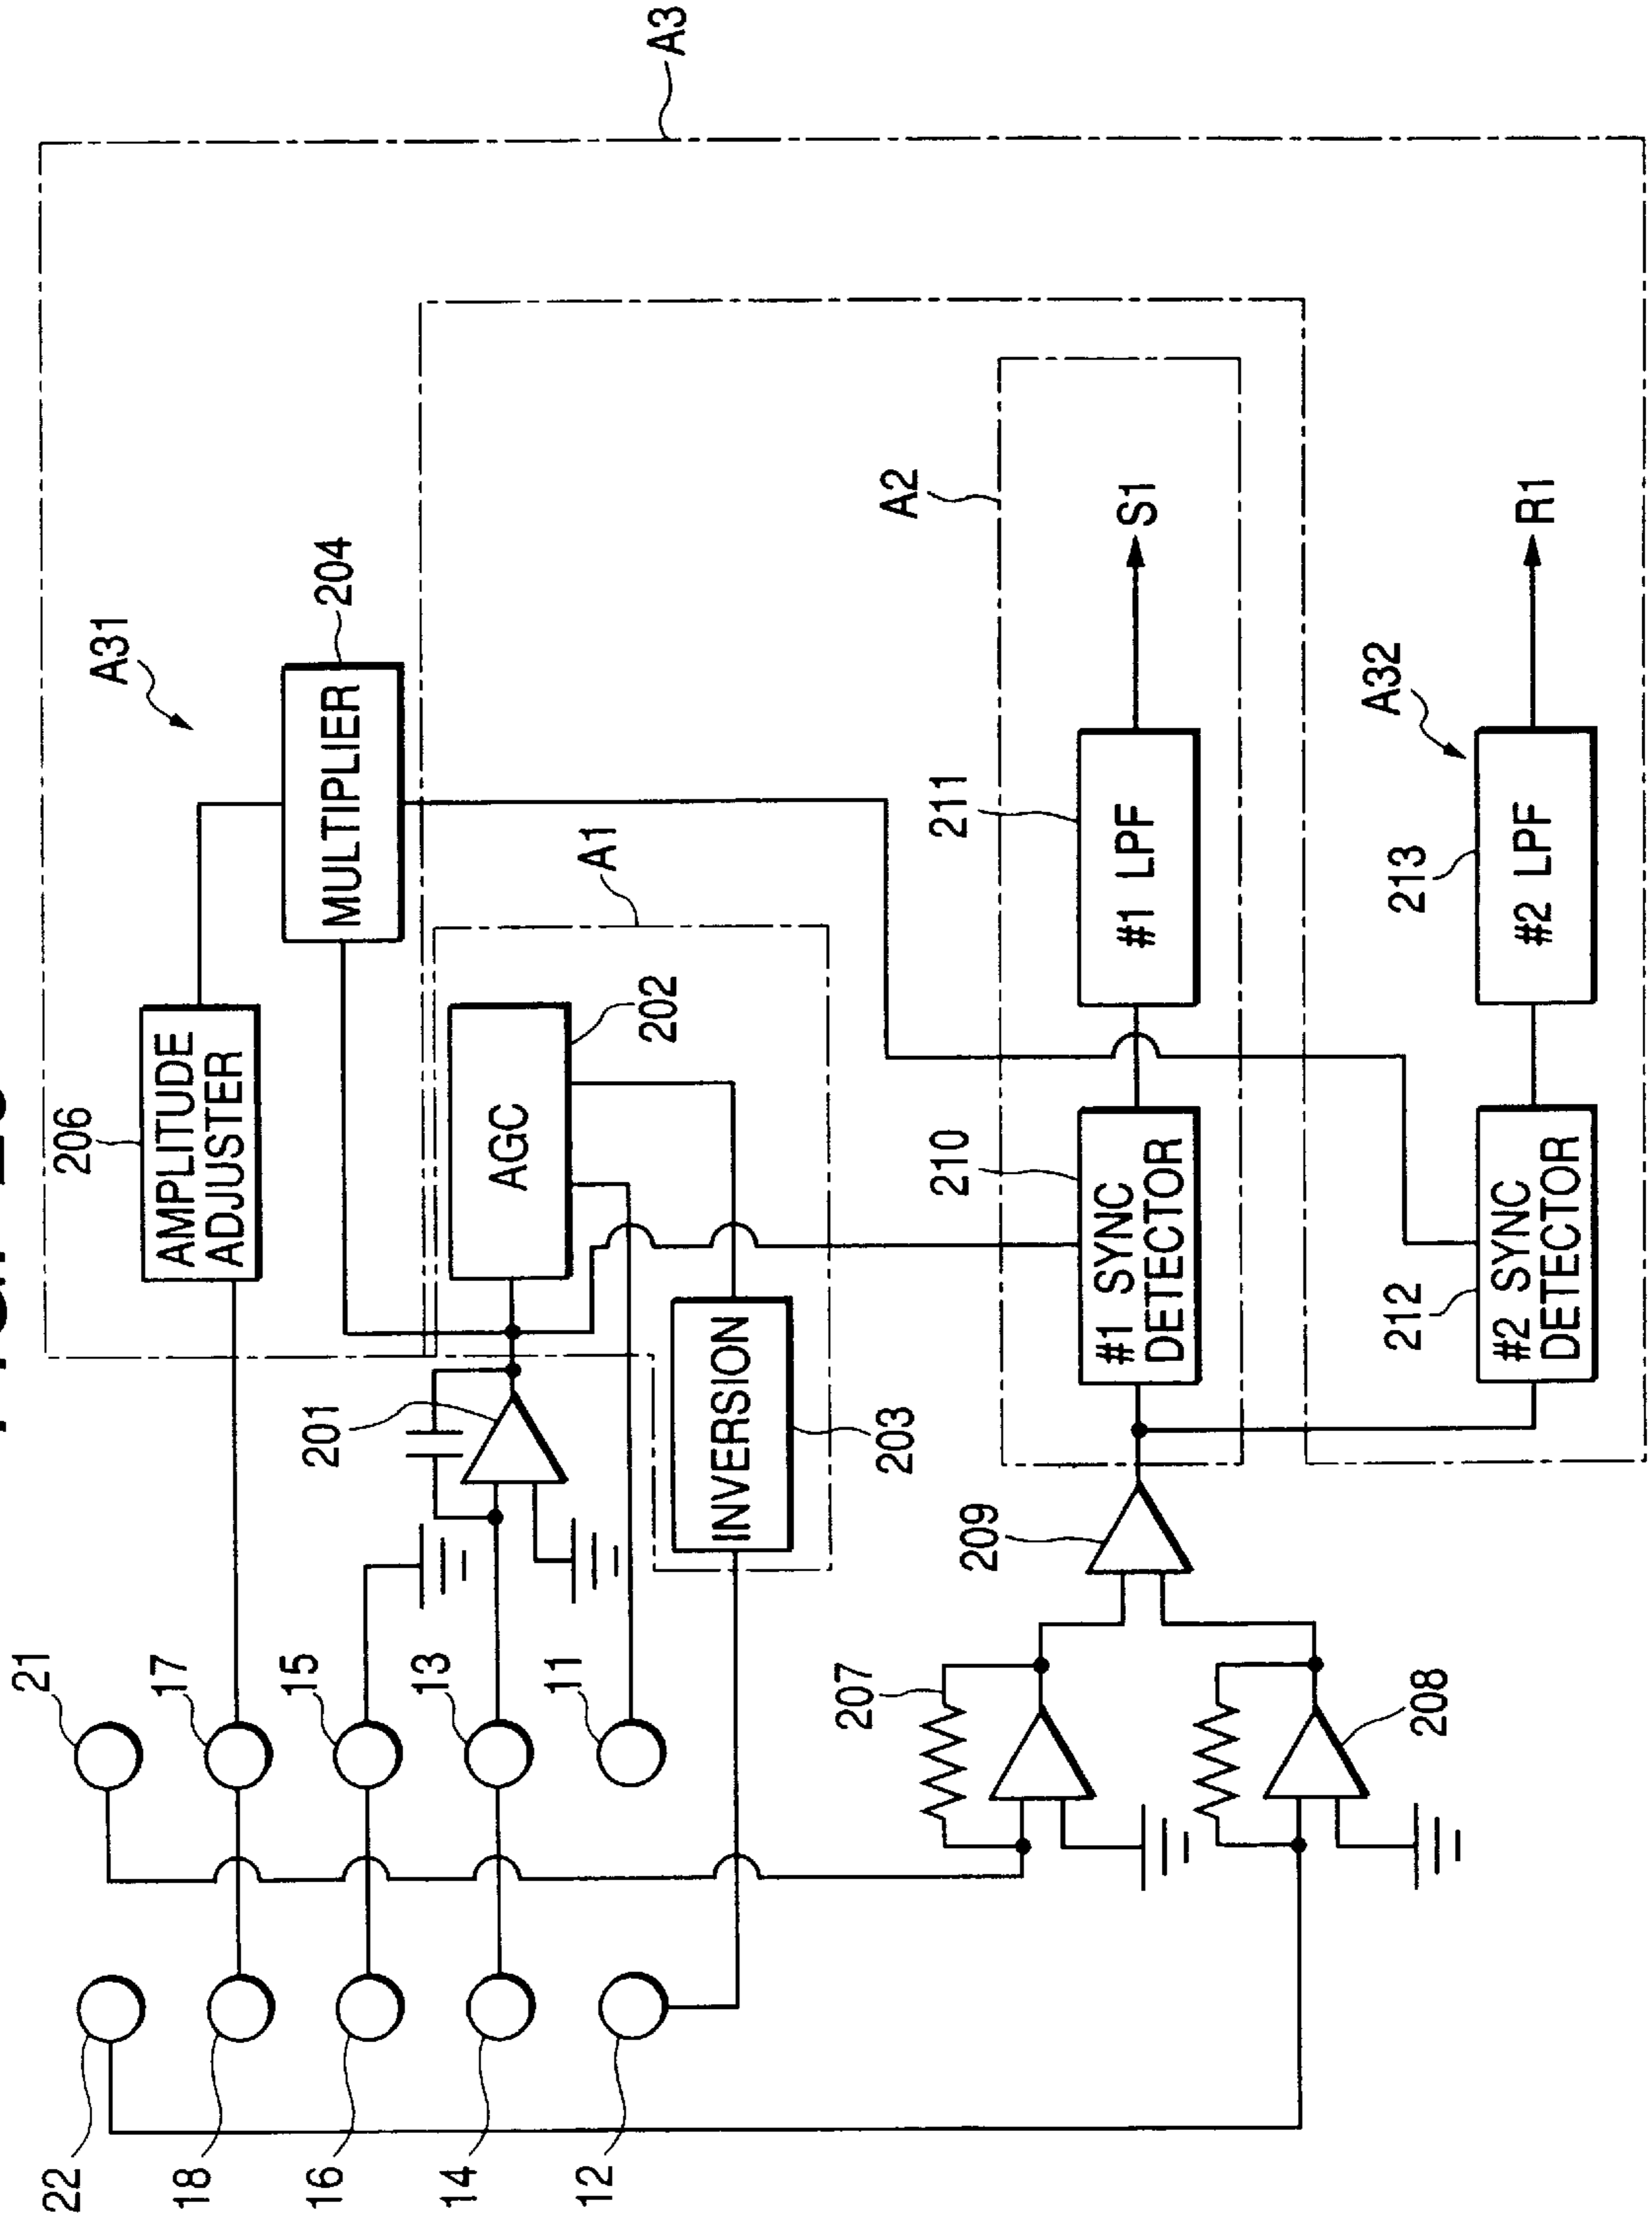 A3
206
AMPLITUDE
ADJUSTER
A31
MULTIPLIER
204
21
17
15
13
11
22
18
16
14
12
201
AGC
202
A1
INVERSION
203
A2
207
208
209
210
#1 SYNC
DETECTOR
211
#1 LPF
S1
212
#2 SYNC
DETECTOR
213
#2 LPF
A32
R1